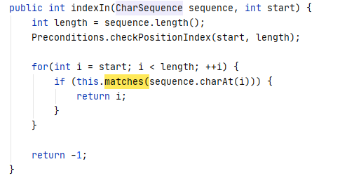 public int indexIn(CharSequence sequence, int start) {
    int length = sequence.length();
    Preconditions.checkPositionIndex(start, length);

    for(int i = start; i < length; ++i) {
        if (this.matches(sequence.charAt(i))) {
            return i;
        }
    }

    return -1;
}